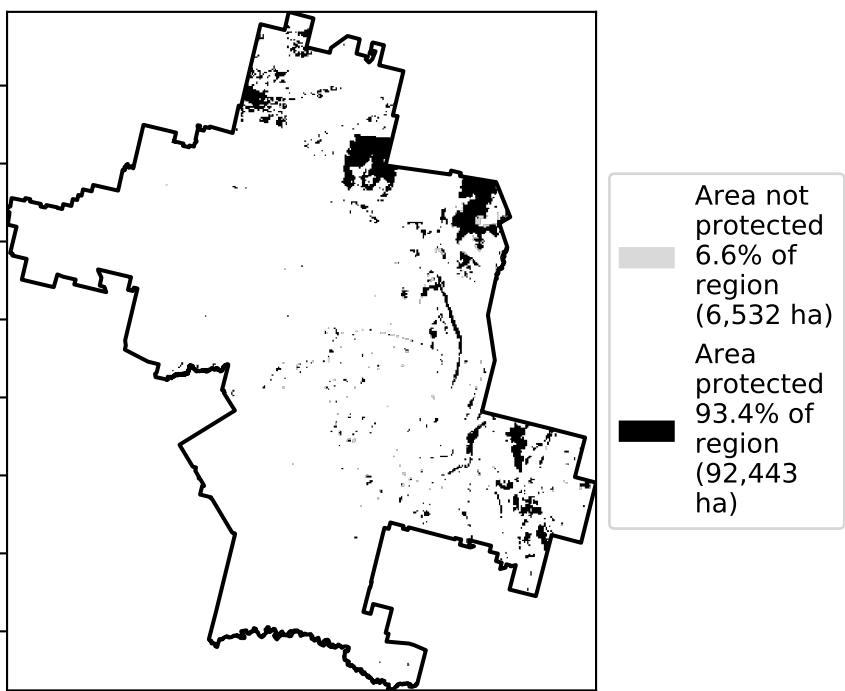 Area not
protected
6.6% of
region
(6,532 ha)
Area
protected
93.4% of
region
(92,443
ha)